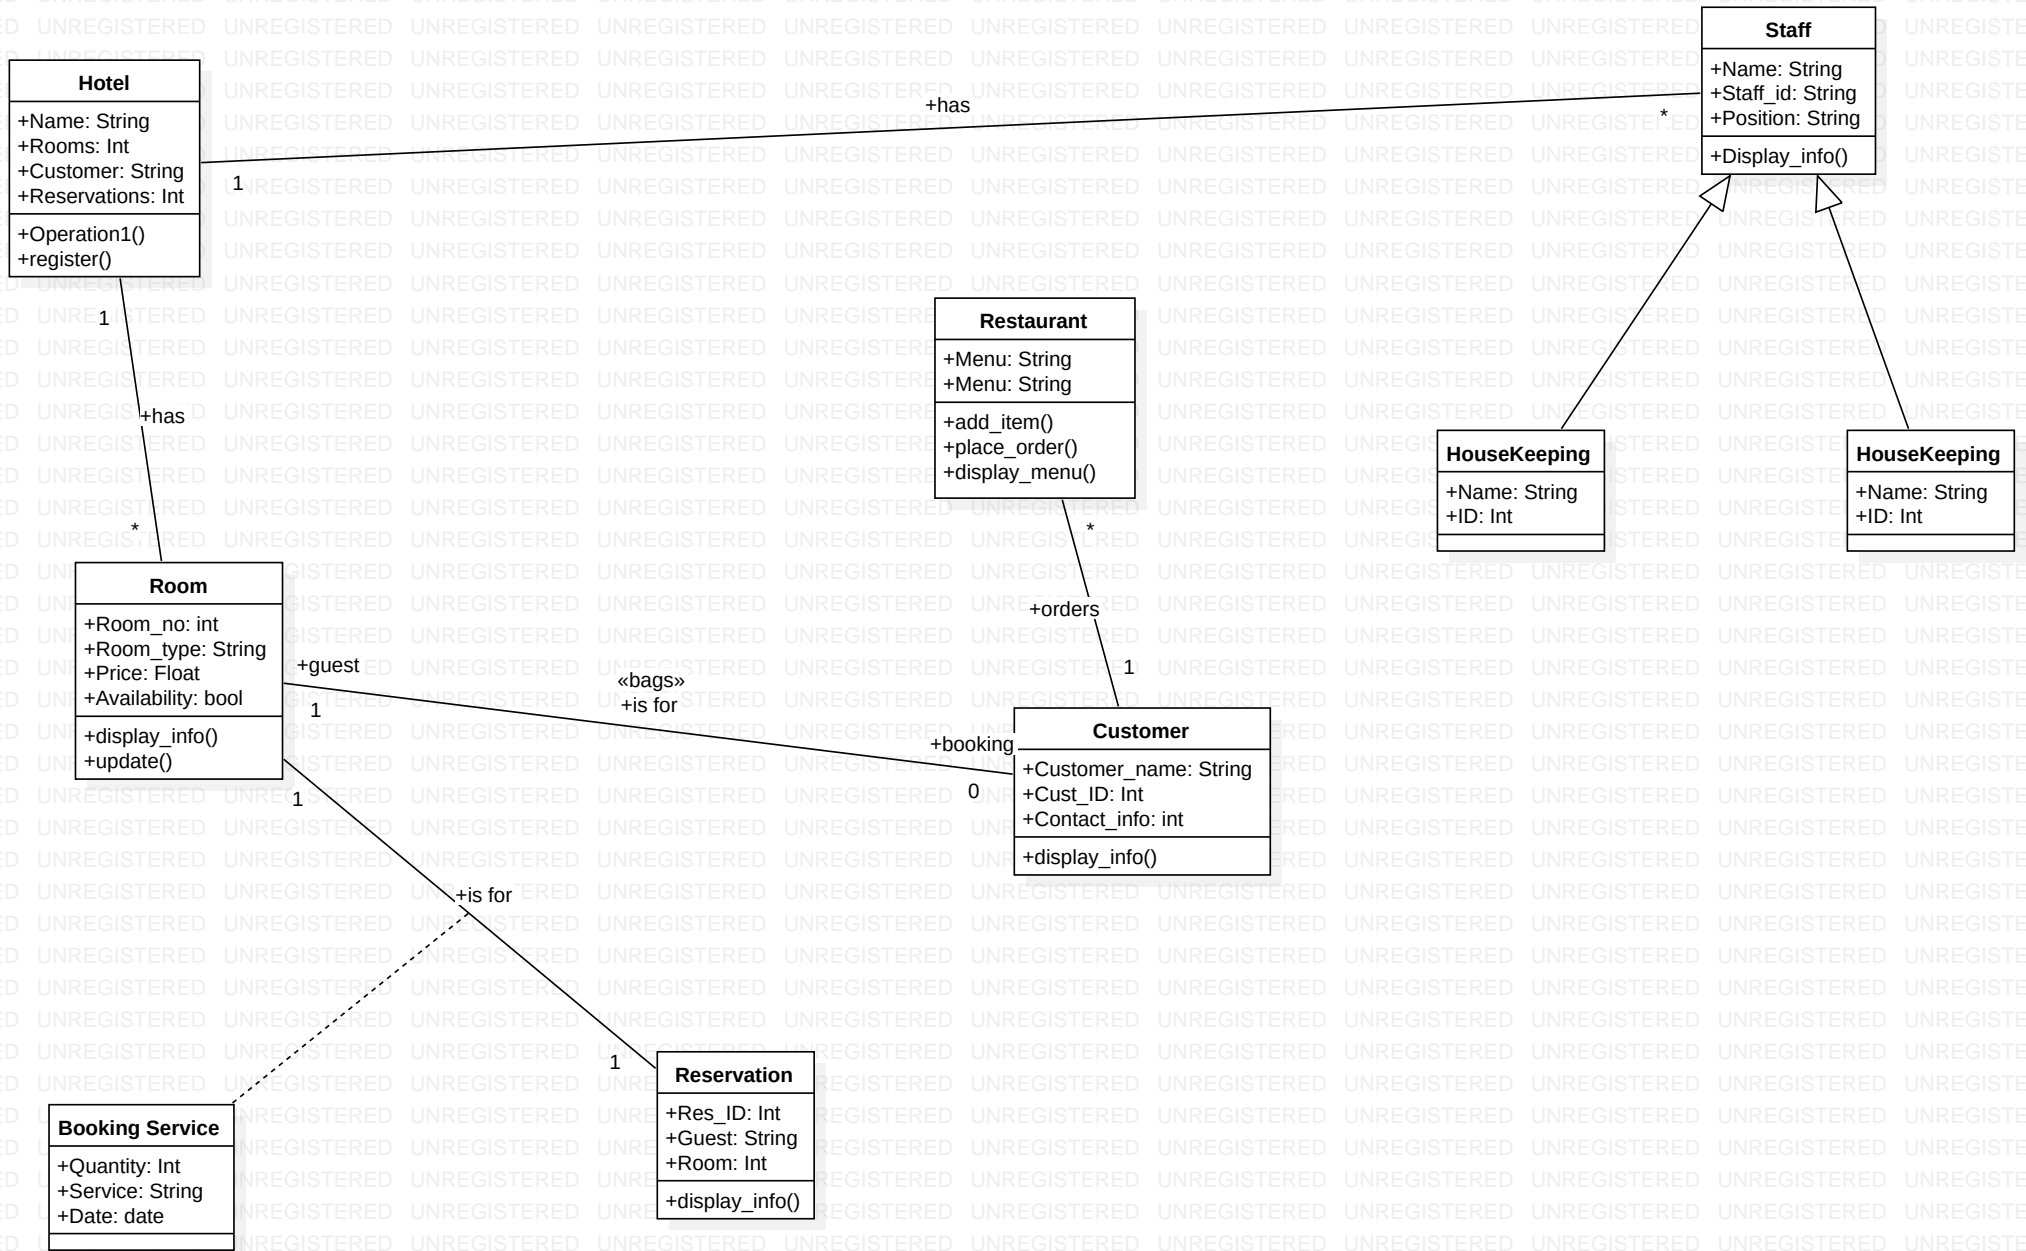 Hotel
+Name: String
+Rooms: Int
+Customer: String
+Reservations: Int
+Operation1()
+register()
1
+has
*
Staff
+Name: String
+Staff_id: String
+Position: String
+Display_info()
1
+has
*
Restaurant
+Menu: String
+Menu: String
+add_item()
+place_order()
+display_menu()
*
+orders
1
HouseKeeping
+Name: String
+ID: Int
HouseKeeping
+Name: String
+ID: Int
Room
+Room_no: int
+Room_type: String
+Price: Float
+Availability: bool
+display_info()
+update()
+guest
1
«bags»
+is for
+booking
0
Customer
+Customer_name: String
+Cust_ID: Int
+Contact_info: int
+display_info()
1
+is for
1
Reservation
+Res_ID: Int
+Guest: String
+Room: Int
+display_info()
Booking Service
+Quantity: Int
+Service: String
+Date: date
UNREGISTERED